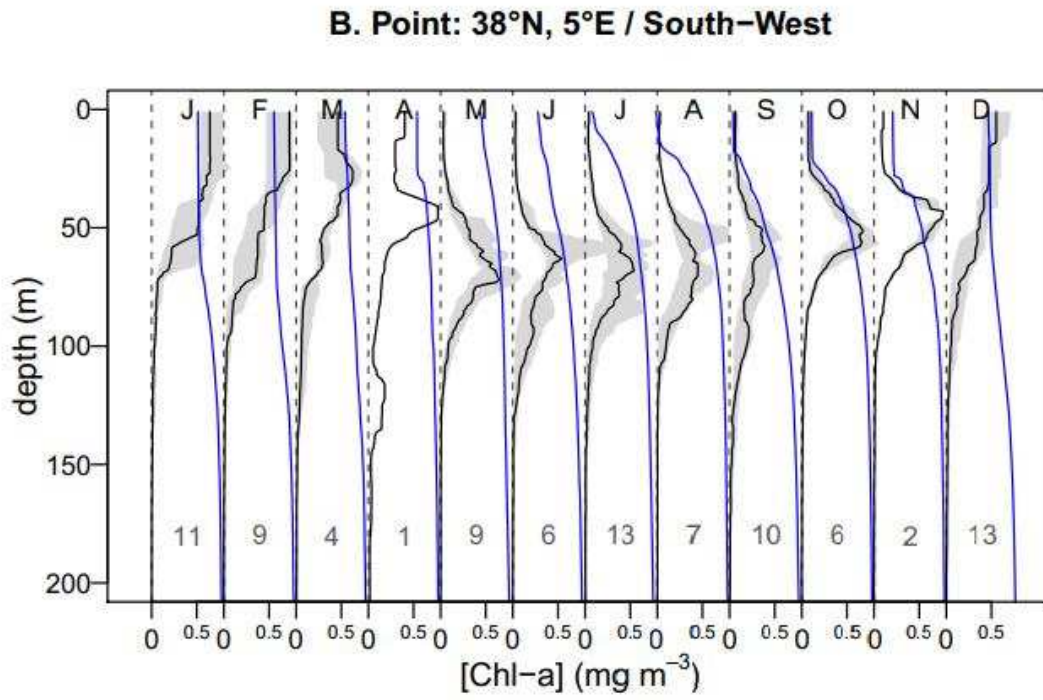 B. Point: 38°N, 5°E / South−West
J F M A M J J A S O N D
0
50
100
150
200
depth (m)
11 9 4 1 9 6 13 7 10 6 2 13
0 0.5 0 0.5 0 0.5 0 0.5 0 0.5 0 0.5 0 0.5 0 0.5 0 0.5 0 0.5 0 0.5 0 0.5
[Chl−a] (mg m−3)